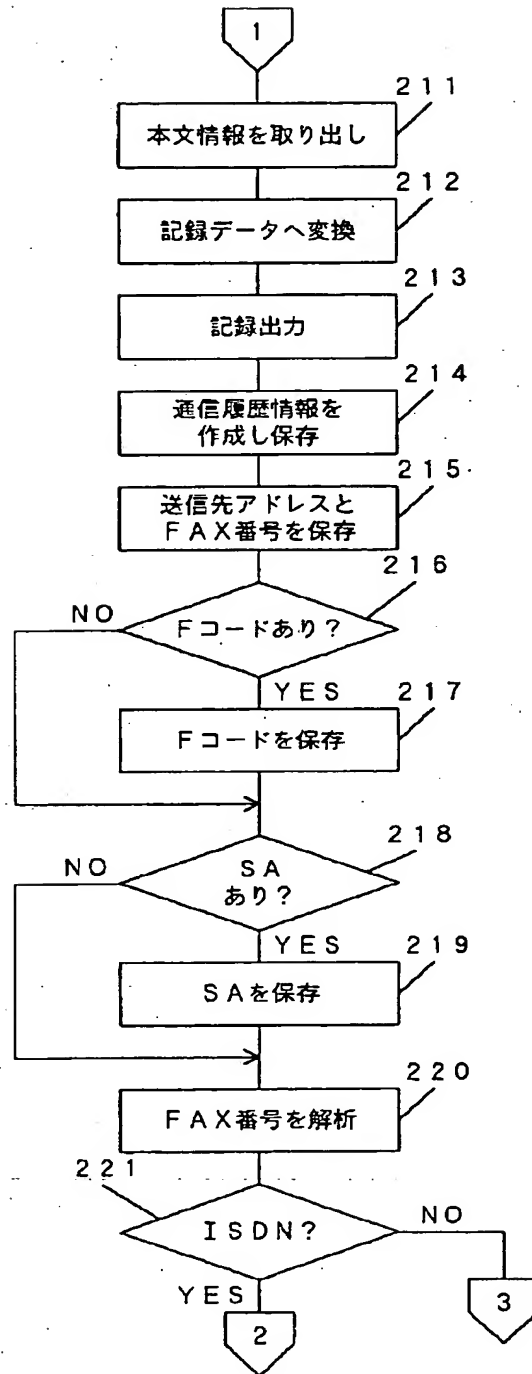 1
211
本文情報を取り出し
212
記録データへ変換
213
記録出力
214
通信履歴情報を
作成し保存
215
送信先アドレスと
FAX番号を保存
216
Fコードあり?
NO
YES
217
Fコードを保存
218
SA
あり?
NO
YES
219
SAを保存
220
FAX番号を解析
221
ISDN?
NO
YES
2
3